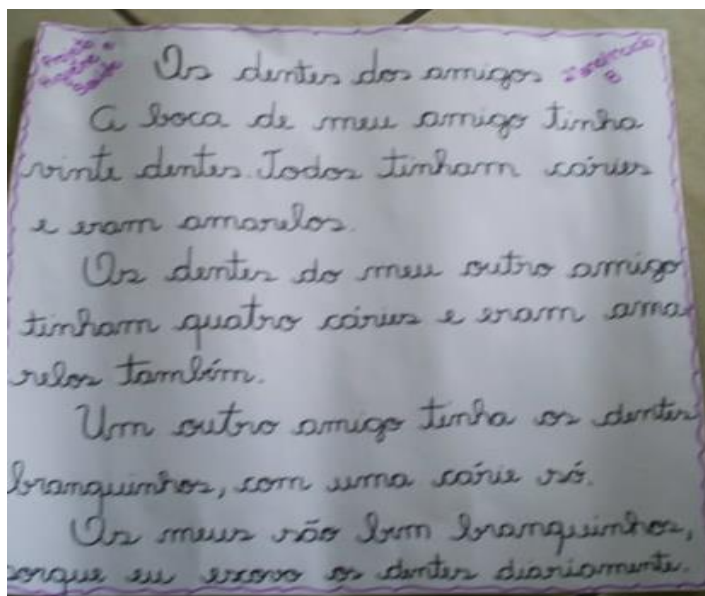 Os dentes dos amigos
A boca de meu amigo tinha
vinte dentes. Todos tinham cáries
e eram amarelos.
Os dentes do meu outro amigo
tinham quatro cáries e eram ama
relos também.
Um outro amigo tinha os dentes
branquinhos, com uma cárie só.
Os meus são bem branquinhos,
porque eu escovo os dentes diariamente.